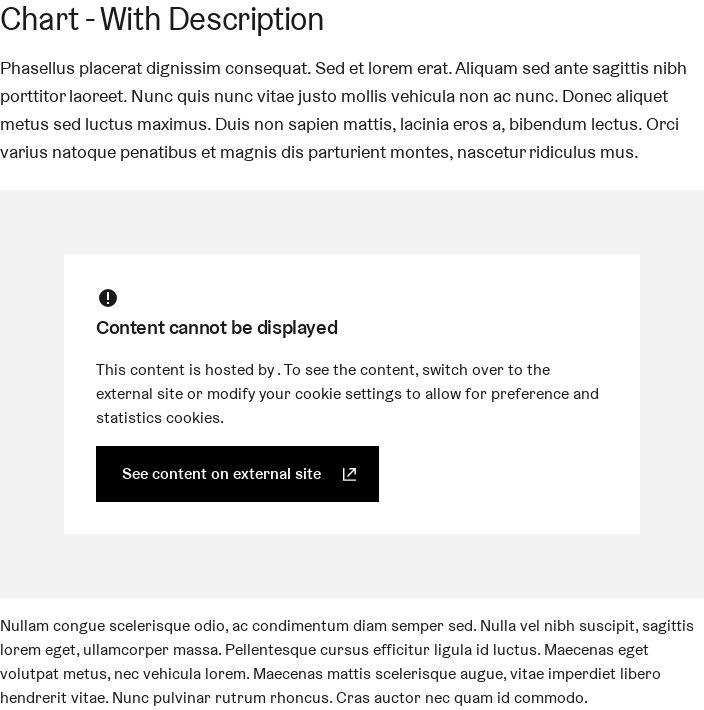 Chart - With Description
Phasellus placerat dignissim consequat. Sed et lorem erat. Aliquam sed ante sagittis nibh
porttitor laoreet. Nunc quis nunc vitae justo mollis vehicula non ac nunc. Donec aliquet
metus sed luctus maximus. Duis non sapien mattis, lacinia eros a, bibendum lectus. Orci
varius natoque penatibus et magnis dis parturient montes, nascetur ridiculus mus.
Content cannot be displayed
This content is hosted by . To see the content, switch over to the
external site or modify your cookie settings to allow for preference and
statistics cookies.
See content on external site
Nullam congue scelerisque odio, ac condimentum diam semper sed. Nulla vel nibh suscipit, sagittis
lorem eget, ullamcorper massa. Pellentesque cursus efficitur ligula id luctus. Maecenas eget
volutpat metus, nec vehicula lorem. Maecenas mattis scelerisque augue, vitae imperdiet libero
hendrerit vitae. Nunc pulvinar rutrum rhoncus. Cras auctor nec quam id commodo.